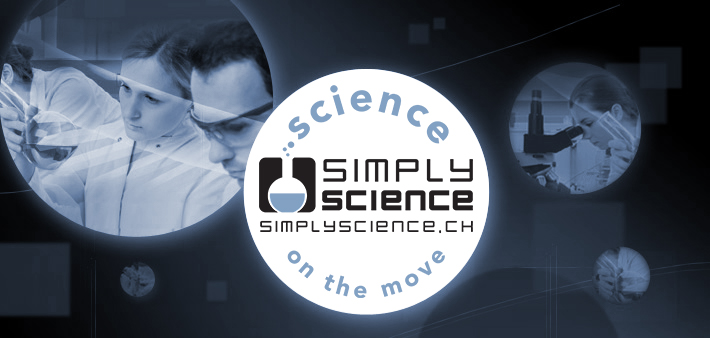 science
SIMPLY
SCIENCE
SIMPLYSCIENCE.CH
on the move